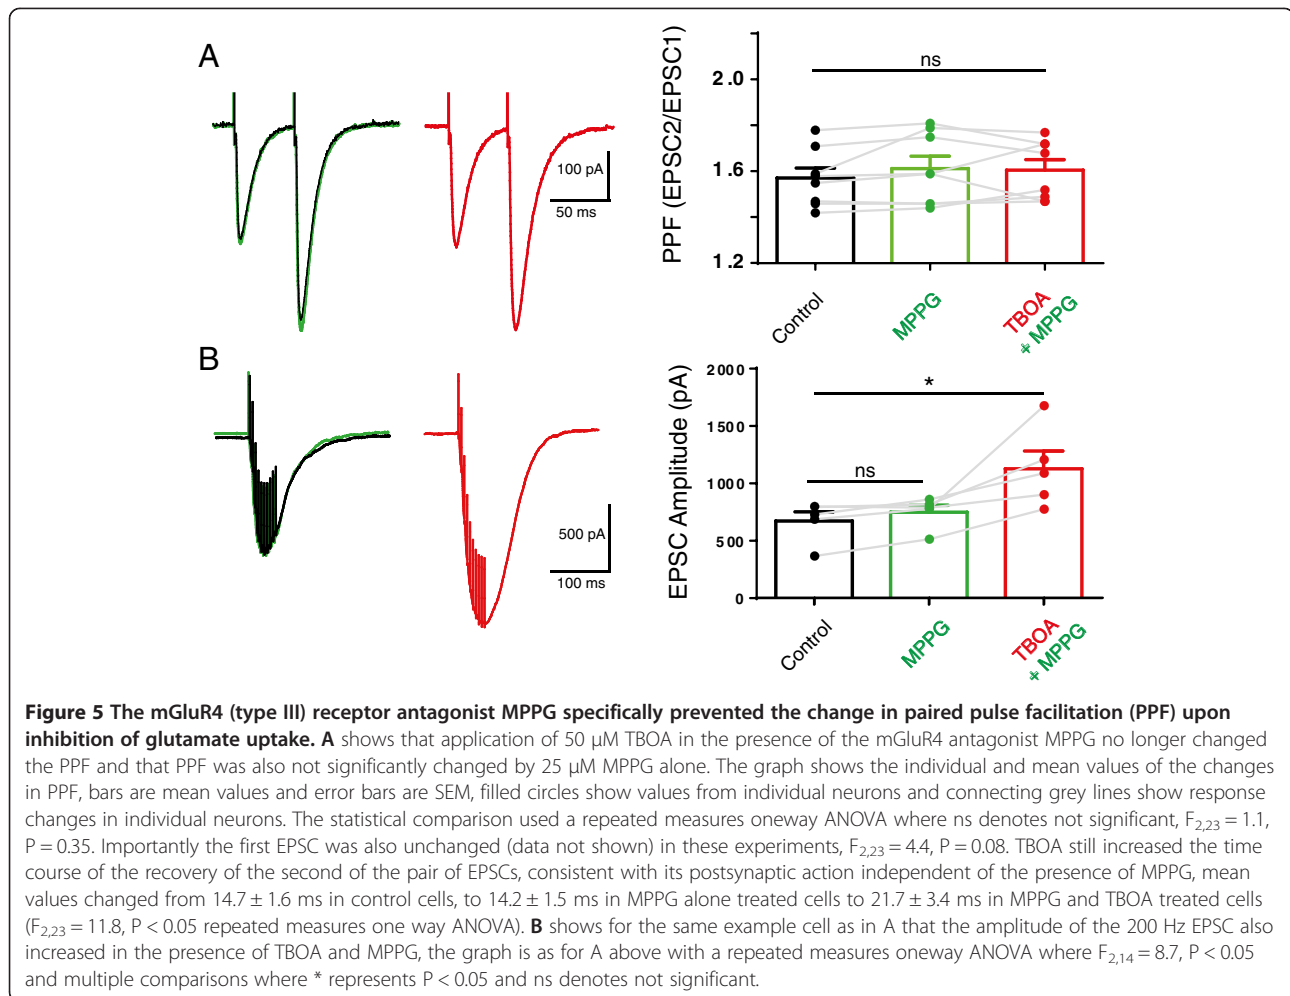 A
100 pA
50 ms
PPF (EPSC2/EPSC1)
2.0
1.6
1.2
ns
Control
MPPG
TBOA
+ MPPG
B
500 pA
100 ms
EPSC Amplitude (pA)
2000
1500
1000
500
0
*
ns
Control
MPPG
TBOA
+ MPPG
Figure 5 The mGluR4 (type III) receptor antagonist MPPG specifically prevented the change in paired pulse facilitation (PPF) upon
inhibition of glutamate uptake. A shows that application of 50 μM TBOA in the presence of the mGluR4 antagonist MPPG no longer changed
the PPF and that PPF was also not significantly changed by 25 μM MPPG alone. The graph shows the individual and mean values of the changes
in PPF, bars are mean values and error bars are SEM, filled circles show values from individual neurons and connecting grey lines show response
changes in individual neurons. The statistical comparison used a repeated measures oneway ANOVA where ns denotes not significant, F2,23 = 1.1,
P = 0.35. Importantly the first EPSC was also unchanged (data not shown) in these experiments, F2,23 = 4.4, P = 0.08. TBOA still increased the time
course of the recovery of the second of the pair of EPSCs, consistent with its postsynaptic action independent of the presence of MPPG, mean
values changed from 14.7 ± 1.6 ms in control cells, to 14.2 ± 1.5 ms in MPPG alone treated cells to 21.7 ± 3.4 ms in MPPG and TBOA treated cells
(F2,23 = 11.8, P < 0.05 repeated measures one way ANOVA). B shows for the same example cell as in A that the amplitude of the 200 Hz EPSC also
increased in the presence of TBOA and MPPG, the graph is as for A above with a repeated measures oneway ANOVA where F2,14 = 8.7, P < 0.05
and multiple comparisons where * represents P < 0.05 and ns denotes not significant.